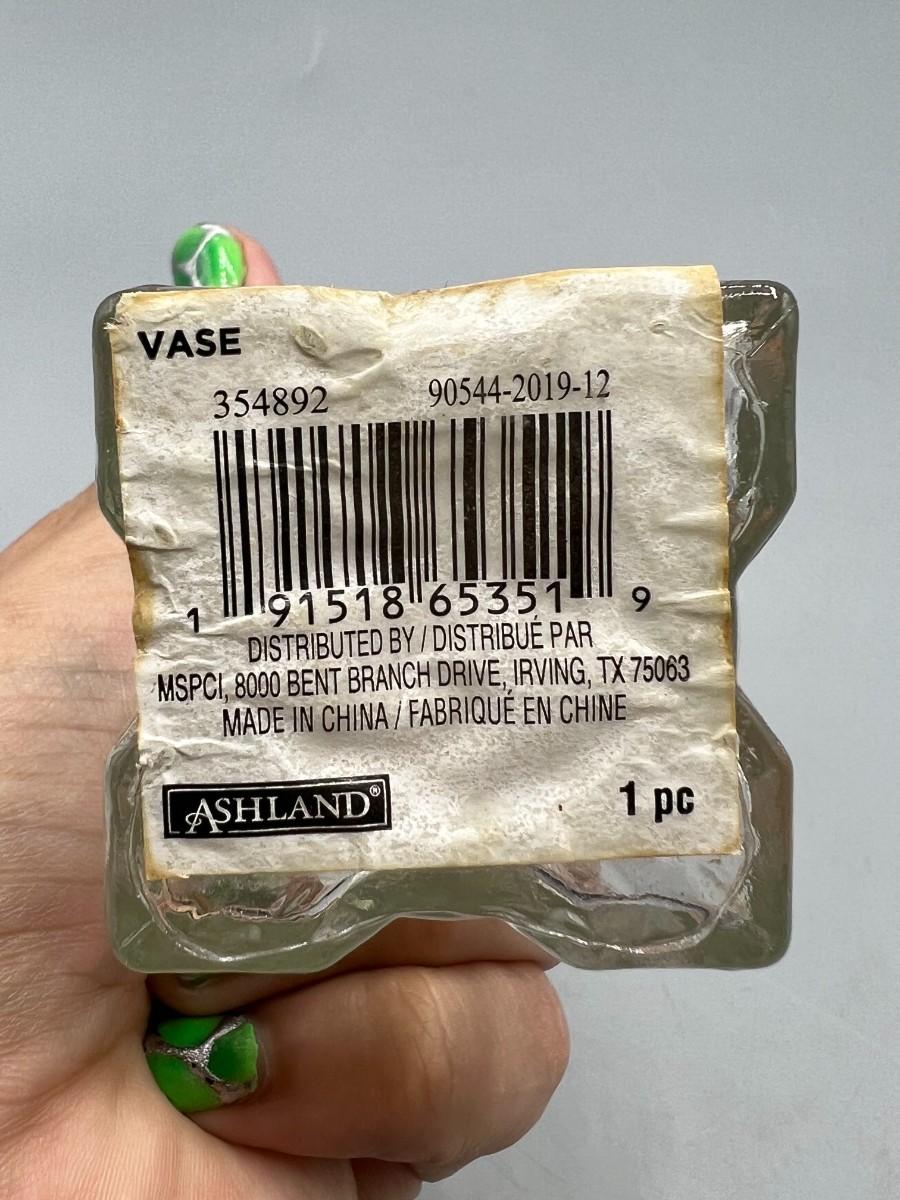 VASE
354892 90544-2019-12
1 91518 65351 9
DISTRIBUTED BY / DISTRIBUÉ PAR
MSPCI, 8000 BENT BRANCH DRIVE, IRVING, TX 75063
MADE IN CHINA / FABRIQUÉ EN CHINE
ASHLAND® 1 pc